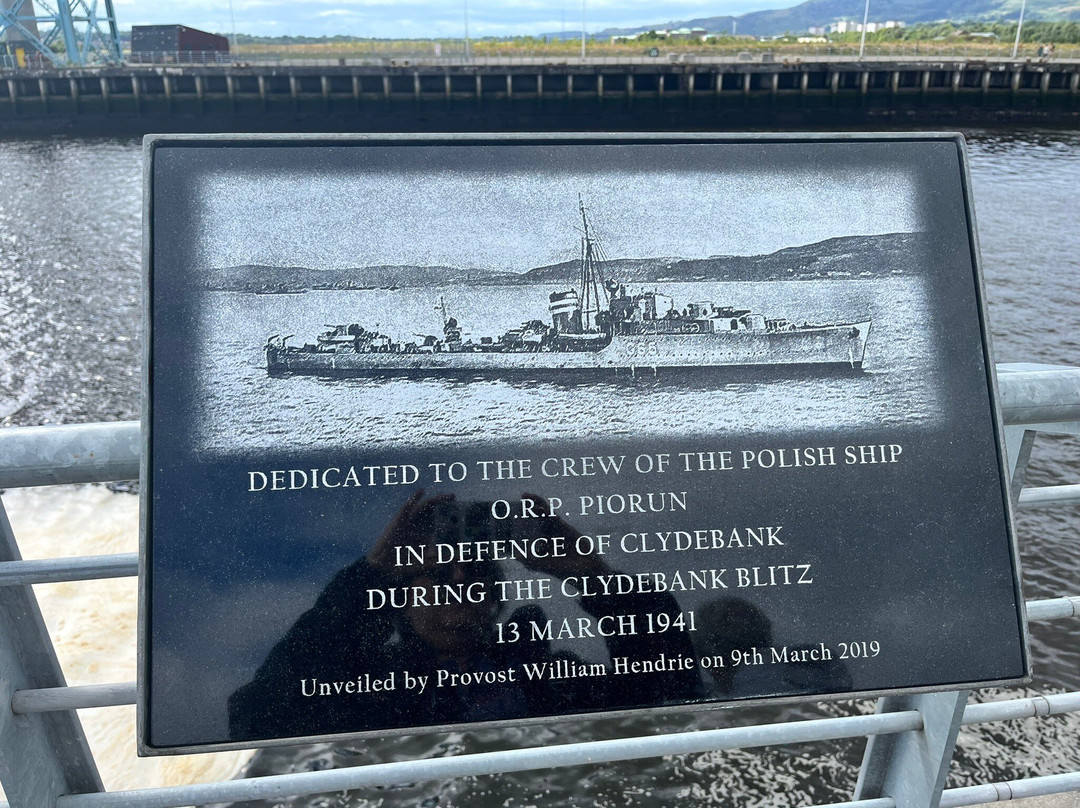 DEDICATED TO THE CREW OF THE POLISH SHIP
O.R.P. PIORUN
IN DEFENCE OF CLYDEBANK
DURING THE CLYDEBANK BLITZ
13 MARCH 1941
Unveiled by Provost William Hendrie on 9th March 2019